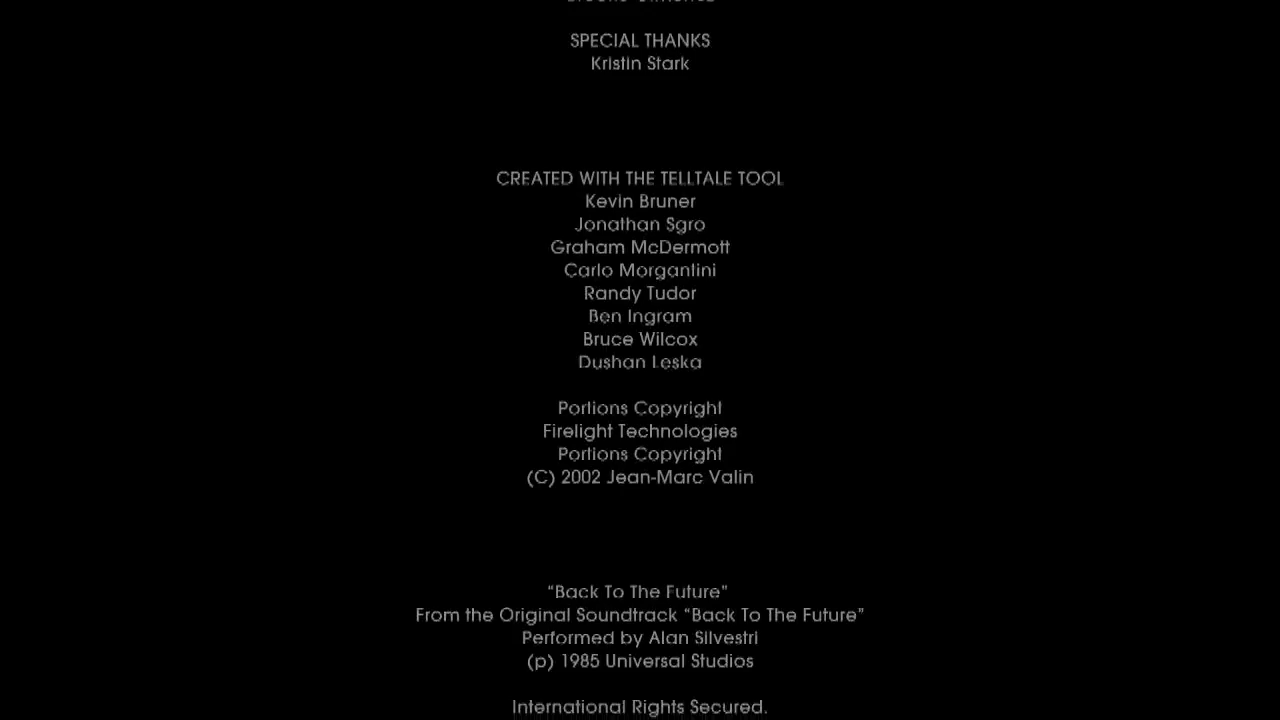 SPECIAL THANKS
Kristin Stark
CREATED WITH THE TELLTALE TOOL
Kevin Bruner
Jonathan Sgro
Graham McDermott
Carlo Morgantini
Randy Tudor
Ben Ingram
Bruce Wilcox
Dushan Leska
Portions Copyright
Firelight Technologies
Portions Copyright
(C) 2002 Jean-Marc Valin
“Back To The Future”
From the Original Soundtrack “Back To The Future”
Performed by Alan Silvestri
(p) 1985 Universal Studios
International Rights Secured.